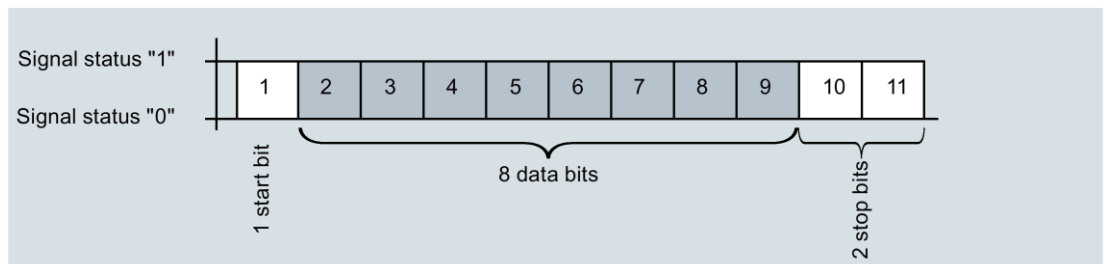 Signal status "1"
1 2 3 4 5 6 7 8 9 10 11
Signal status "0"
1 start bit
8 data bits
2 stop bits